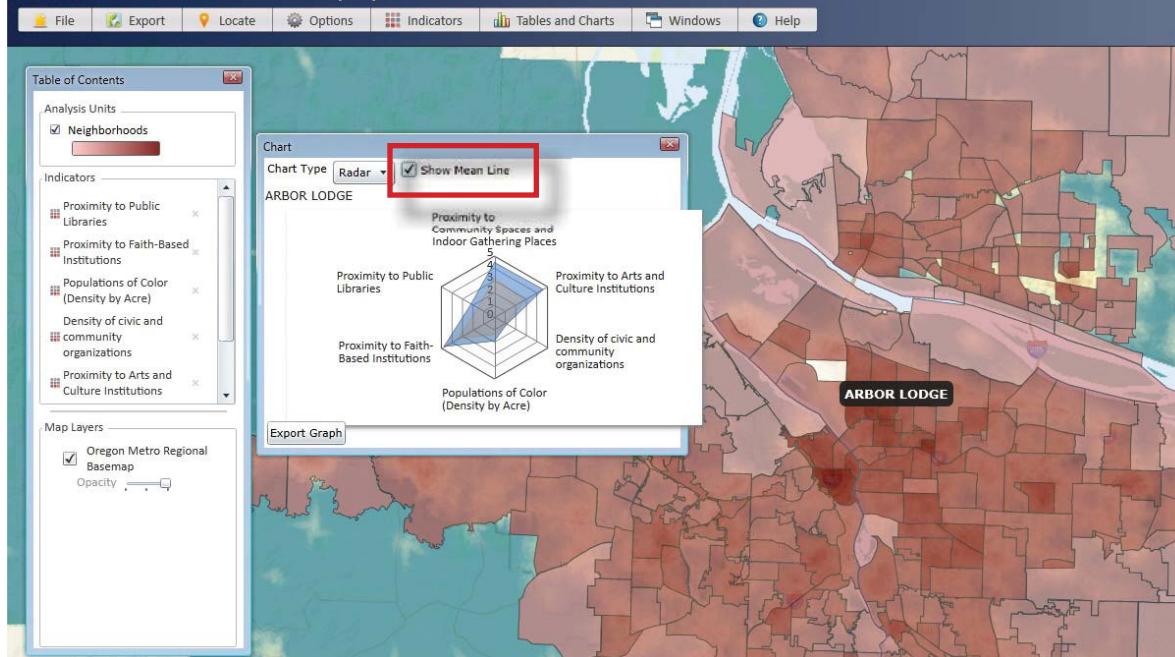 File
Export
Locate
Options
Indicators
Tables and Charts
Windows
Help
Table of Contents
Analysis Units
Neighborhoods
Indicators
Proximity to Public
Libraries
Proximity to Faith-Based
Institutions
Populations of Color
(Density by Acre)
Density of civic and
community
organizations
Proximity to Arts and
Culture Institutions
Map Layers
Oregon Metro Regional
Basemap
Opacity
Chart
Chart Type
Radar
Show Mean Line
ARBOR LODGE
Proximity to
Community Spaces and
Indoor Gathering Places
Proximity to Public
Libraries
5
4
3
2
1
0
Proximity to Arts and
Culture Institutions
Proximity to Faith-
Based Institutions
Density of civic and
community
organizations
Populations of Color
(Density by Acre)
Export Graph
ARBOR LODGE